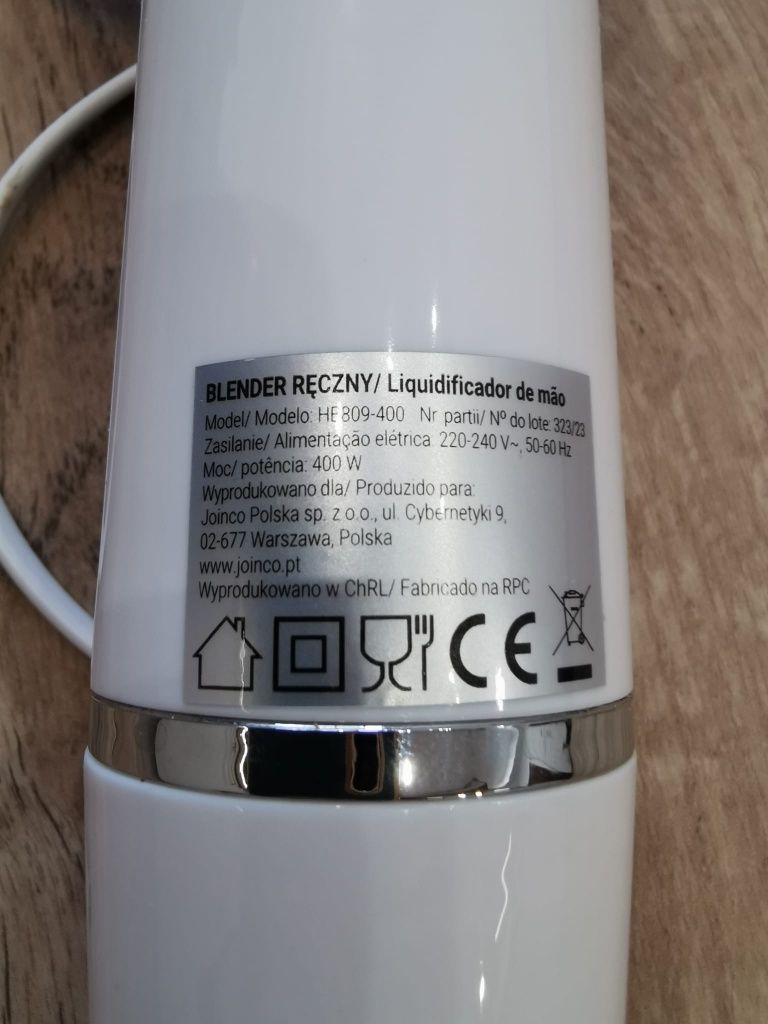 BLENDER RĘCZNY/ Liquidificador de mão
Model/ Modelo: HB809-400 Nr partii/ Nº do lote: 323/23
Zasilanie/ Alimentação elétrica: 220-240 V~, 50-60 Hz
Moc/ potência: 400 W
Wyprodukowano dla/ Produzido para:
Joinco Polska sp. z o.o., ul. Cybernetyki 9,
02-677 Warszawa, Polska
www.joinco.pt
Wyprodukowano w ChRL/ Fabricado na RPC
CE